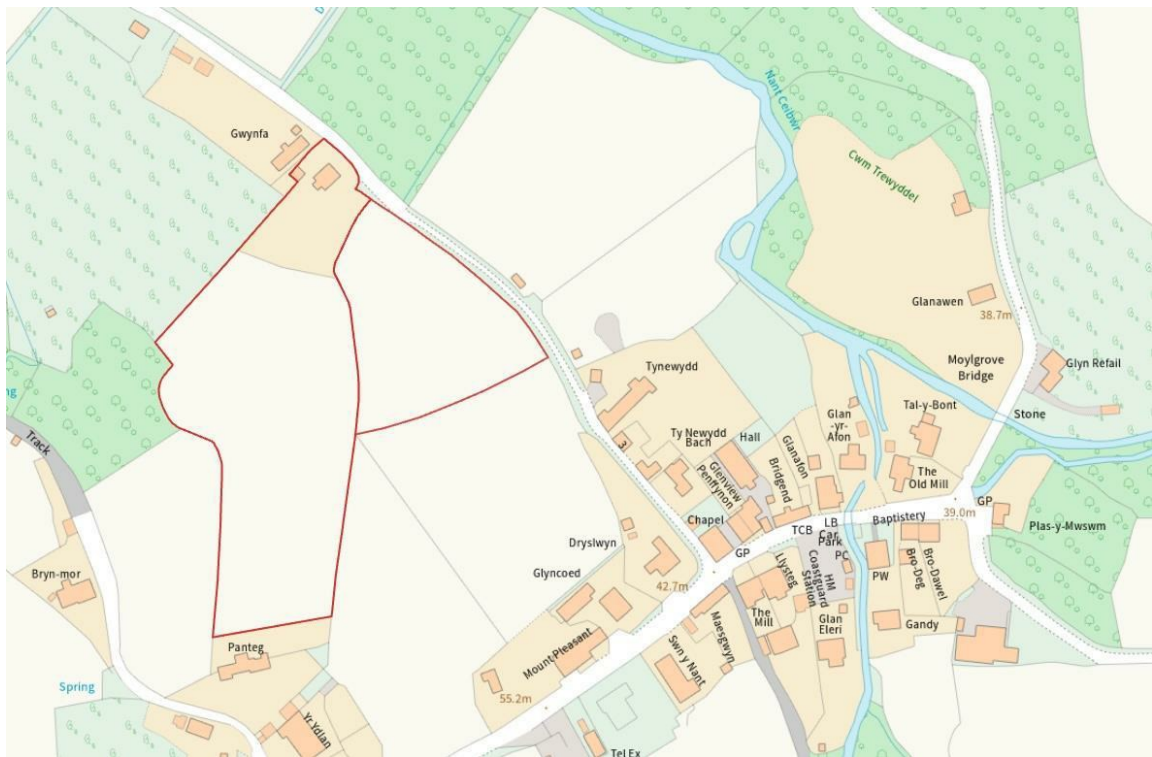 D
Gwynfa
Nant Ceibwr
Cwm Trewyddel
Glanawen
38.7m
Moylgrove
Bridge
Glyn Refail
Stone
Tynewydd
Ty Newydd
Bach
Hall
Glan
-yr-
Afon
Tal-y-Bont
3
Glenview
Penffynon
Glanafon
Bridgend
The
Old Mill
ng
Track
Chapel
GP
TCB
LB
Car
Park
PC
Baptistery
39.0m
GP
Plas-y-Mwswm
Dryslwyn
Glyncoed
42.7m
Llysteg
HM
Coastguard
Station
PW
Bro-Deg
Bro-Dawel
Bryn-mor
The
Mill
Glan
Eleri
Gandy
Panteg
Mount Pleasant
Maesgwyn
Swn y Nant
Spring
55.2m
Yr Ydlan
Tel Ex